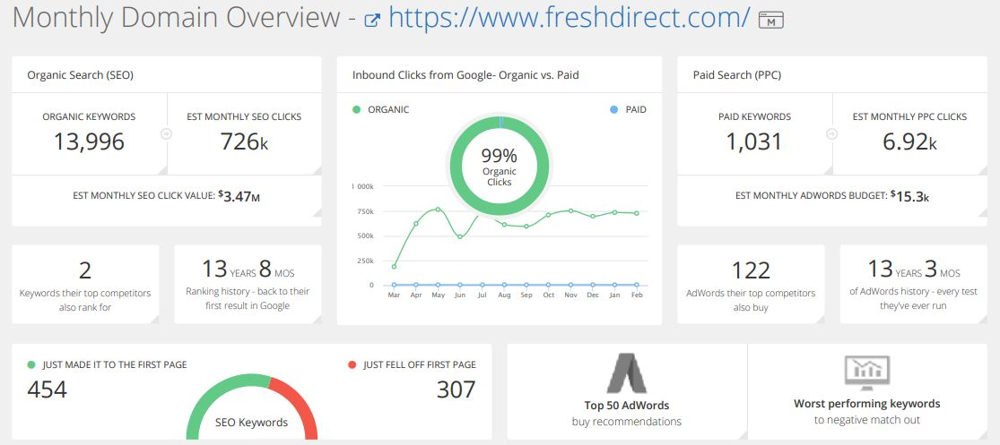 Monthly Domain Overview - https://www.freshdirect.com/ M
Organic Search (SEO)
ORGANIC KEYWORDS
13,996
EST MONTHLY SEO CLICKS
726k
EST MONTHLY SEO CLICK VALUE: $3.47M
2
Keywords their top competitors
also rank for
13 YEARS 8 MOS
Ranking history - back to their
first result in Google
Inbound Clicks from Google- Organic vs. Paid
ORGANIC
PAID
99%
Organic
Clicks
1 000k
750k
500k
250k
0
Mar Apr May Jun Jul Aug Sep Oct Nov Dec Jan Feb
Paid Search (PPC)
PAID KEYWORDS
1,031
EST MONTHLY PPC CLICKS
6.92k
EST MONTHLY ADWORDS BUDGET: $15.3k
122
AdWords their top competitors
also buy
13 YEARS 3 MOS
of AdWords history - every test
they've ever run
JUST MADE IT TO THE FIRST PAGE
454
JUST FELL OFF FIRST PAGE
307
SEO Keywords
Top 50 AdWords
buy recommendations
Worst performing keywords
to negative match out